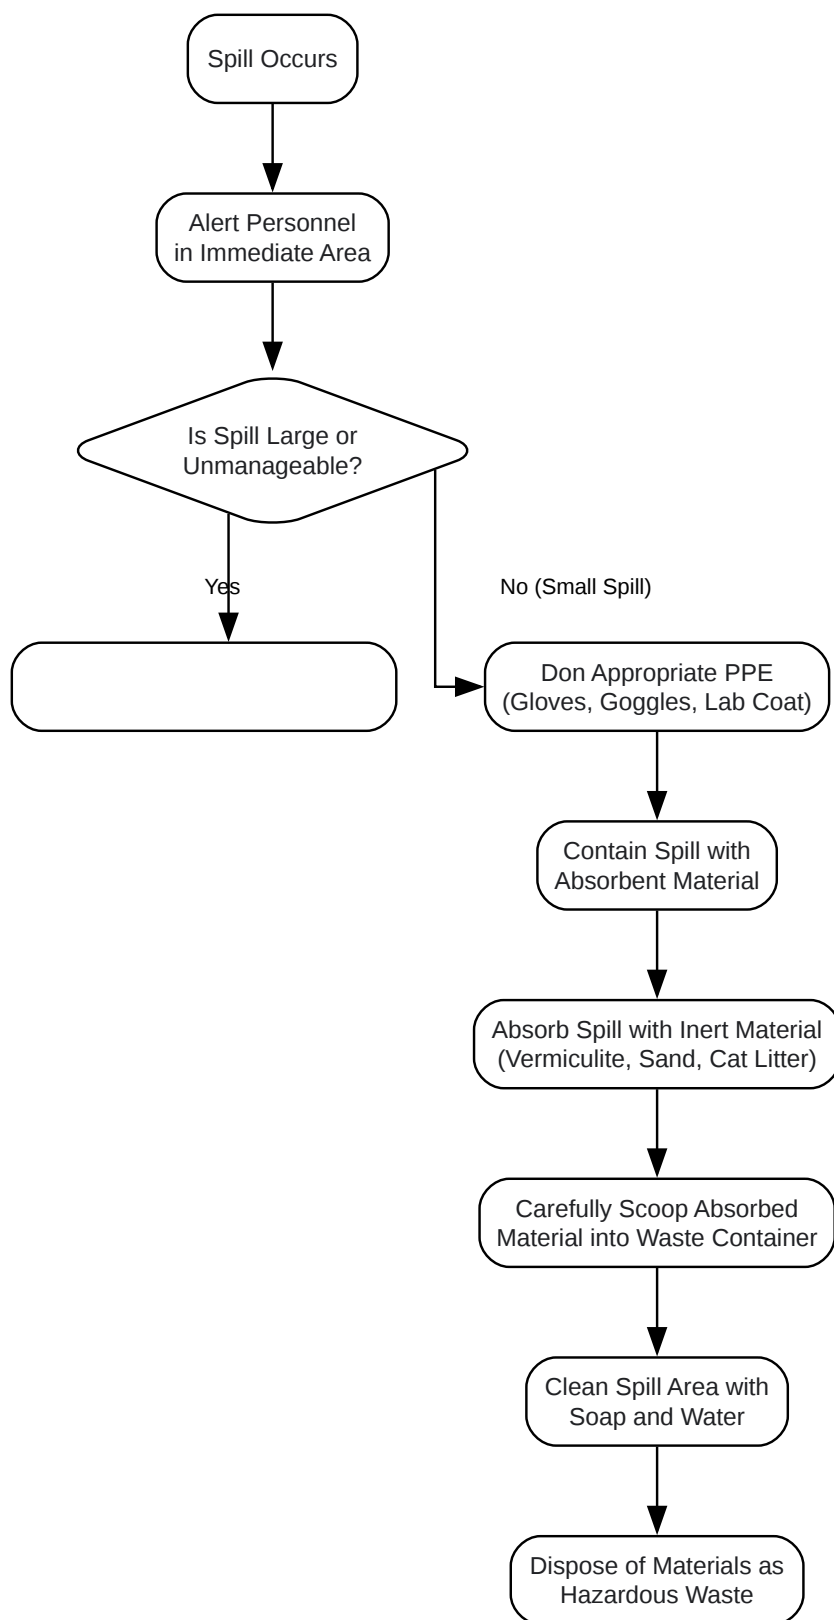 Spill Occurs
Alert Personnel
in Immediate Area
Is Spill Large or
Unmanageable?
Yes
No (Small Spill)
Don Appropriate PPE
(Gloves, Goggles, Lab Coat)
Contain Spill with
Absorbent Material
Absorb Spill with Inert Material
(Vermiculite, Sand, Cat Litter)
Carefully Scoop Absorbed
Material into Waste Container
Clean Spill Area with
Soap and Water
Dispose of Materials as
Hazardous Waste